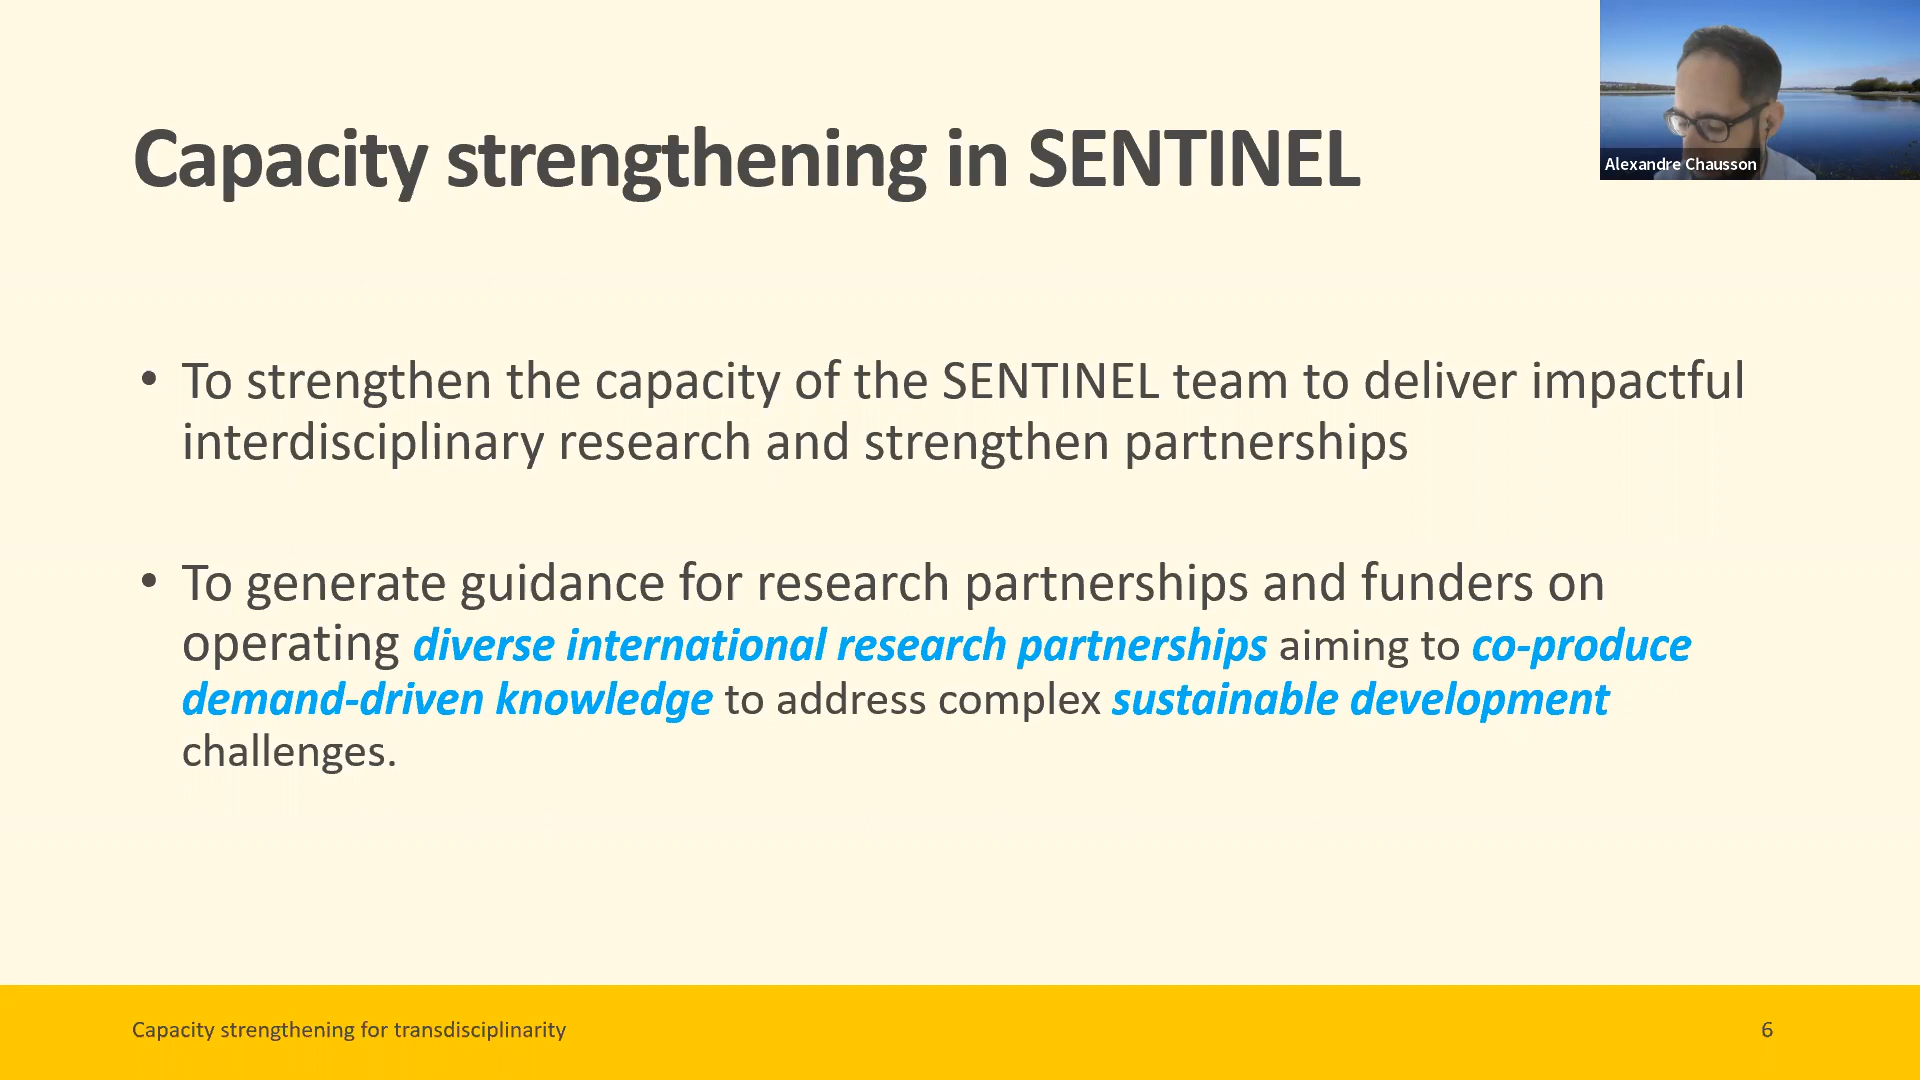 Capacity strengthening in SENTINEL
Alexandre Chausson
• To strengthen the capacity of the SENTINEL team to deliver impactful
interdisciplinary research and strengthen partnerships
• To generate guidance for research partnerships and funders on
operating diverse international research partnerships aiming to co-produce
demand-driven knowledge to address complex sustainable development
challenges.
Capacity strengthening for transdisciplinarity
6